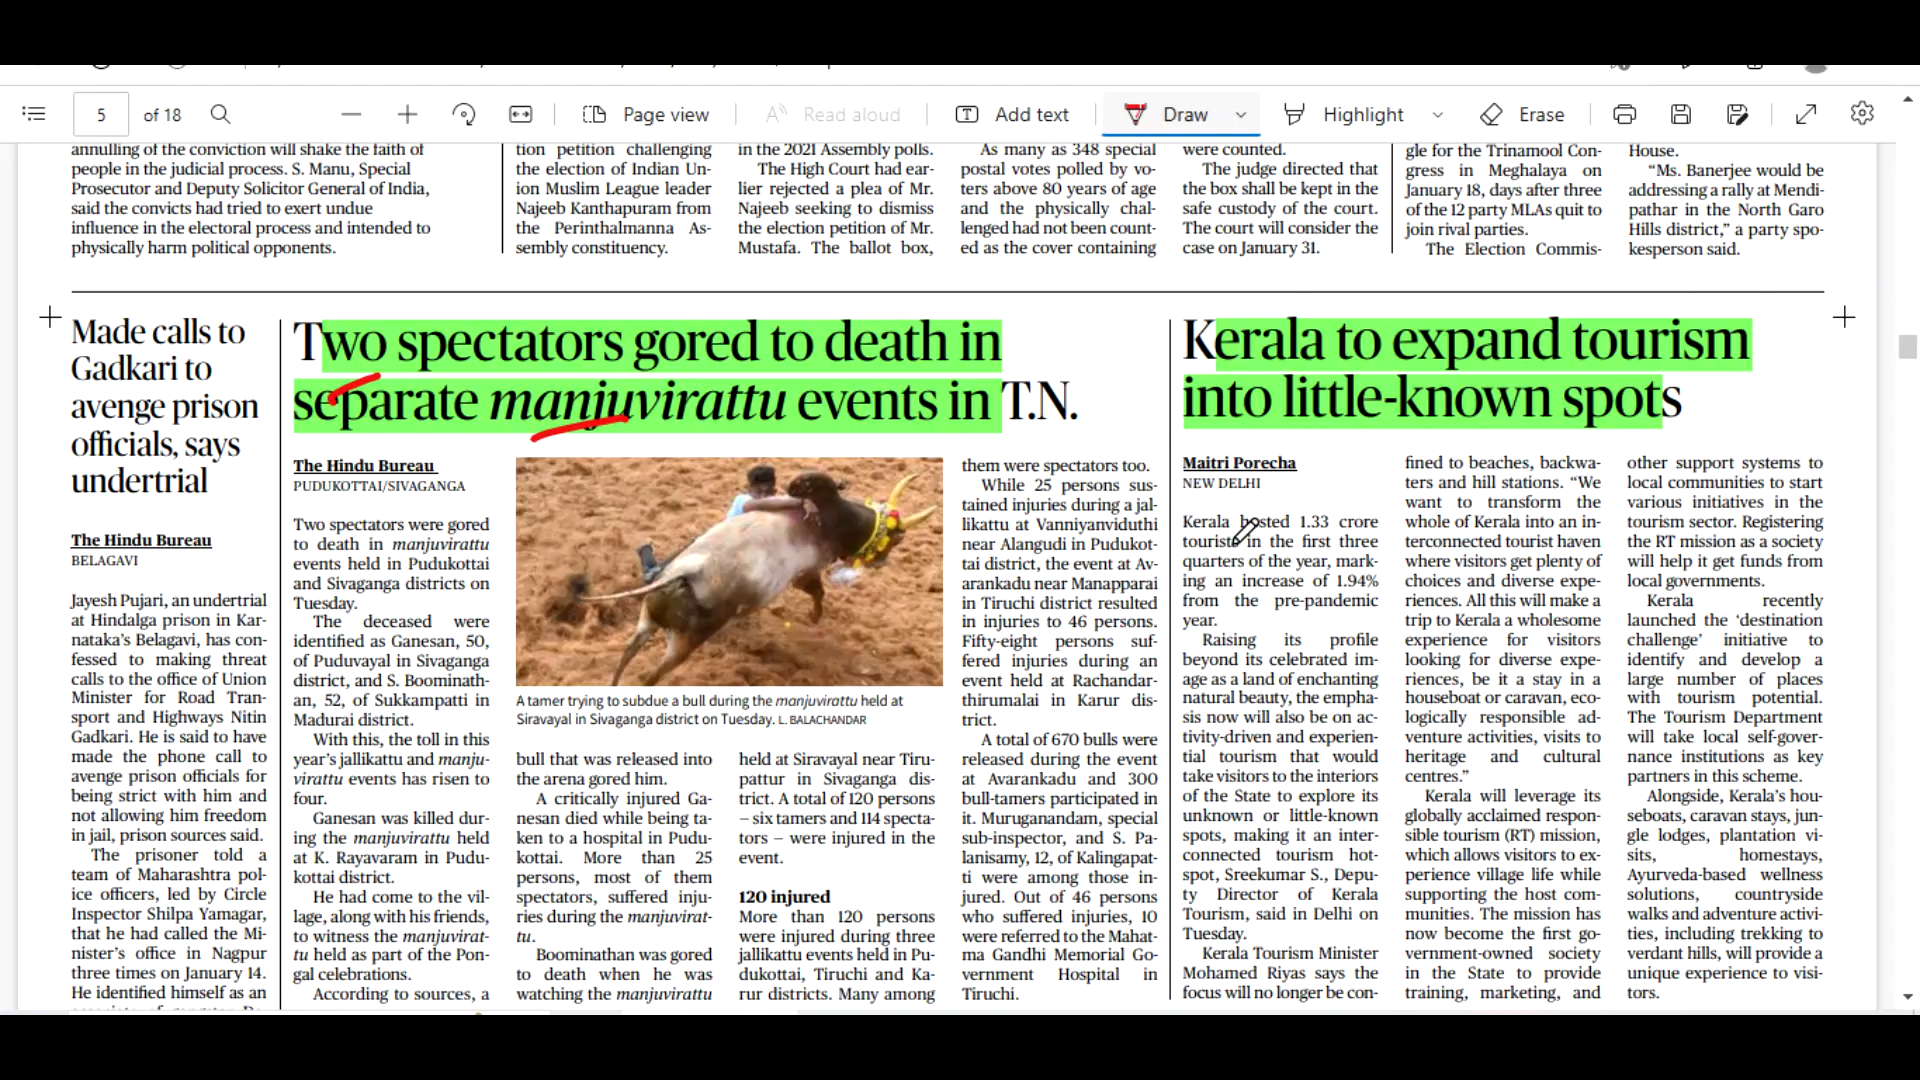 5 of 18 Page view Read aloud Add text Draw Highlight Erase
annulling of the conviction will shake the faith of
people in the judicial process. S. Manu, Special
Prosecutor and Deputy Solicitor General of India,
said the convicts had tried to exert undue
influence in the electoral process and intended to
physically harm political opponents.
tion petition challenging
the election of Indian Un-
ion Muslim League leader
Najeeb Kanthapuram from
the Perinthalmanna As-
sembly constituency.
in the 2021 Assembly polls.
The High Court had ear-
lier rejected a plea of Mr.
Najeeb seeking to dismiss
the election petition of Mr.
Mustafa. The ballot box,
As many as 348 special
postal votes polled by vo-
ters above 80 years of age
and the physically chal-
lenged had not been count-
ed as the cover containing
were counted.
The judge directed that
the box shall be kept in the
safe custody of the court.
The court will consider the
case on January 31.
gle for the Trinamool Con-
gress in Meghalaya on
January 18, days after three
of the 12 party MLAs quit to
join rival parties.
The Election Commis-
House.
“Ms. Banerjee would be
addressing a rally at Mendi-
pathar in the North Garo
Hills district,” a party spo-
kesperson said.
Made calls to
Gadkari to
avenge prison
officials, says
undertrial
The Hindu Bureau
BELAGAVI
Jayesh Pujari, an undertrial
at Hindalga prison in Kar-
nataka’s Belagavi, has con-
fessed to making threat
calls to the office of Union
Minister for Road Tran-
sport and Highways Nitin
Gadkari. He is said to have
made the phone call to
avenge prison officials for
being strict with him and
not allowing him freedom
in jail, prison sources said.
The prisoner told a
team of Maharashtra pol-
ice officers, led by Circle
Inspector Shilpa Yamagar,
that he had called the Mi-
nister’s office in Nagpur
three times on January 14.
He identified himself as an
Two spectators gored to death in
separate manjuvirattu events in T.N.
The Hindu Bureau
PUDUKOTTAI/SIVAGANGA
Two spectators were gored
to death in manjuvirattu
events held in Pudukottai
and Sivaganga districts on
Tuesday.
The deceased were
identified as Ganesan, 50,
of Puduvayal in Sivaganga
district, and S. Boominath-
an, 52, of Sukkampatti in
Madurai district.
With this, the toll in this
year’s jallikattu and manju-
virattu events has risen to
four.
Ganesan was killed dur-
ing the manjuvirattu held
at K. Rayavaram in Pudu-
kottai district.
He had come to the vil-
lage, along with his friends,
to witness the manjuvirat-
tu held as part of the Pon-
gal celebrations.
According to sources, a
A tamer trying to subdue a bull during the manjuvirattu held at
Siravayal in Sivaganga district on Tuesday. L. BALACHANDAR
bull that was released into
the arena gored him.
A critically injured Ga-
nesan died while being ta-
ken to a hospital in Pudu-
kottai. More than 25
persons, most of them
spectators, suffered inju-
ries during the manjuvirat-
tu.
Boominathan was gored
to death when he was
watching the manjuvirattu
held at Siravayal near Tiru-
pattur in Sivaganga dis-
trict. A total of 120 persons
– six tamers and 114 specta-
tors – were injured in the
event.
120 injured
More than 120 persons
were injured during three
jallikattu events held in Pu-
dukottai, Tiruchi and Ka-
rur districts. Many among
them were spectators too.
While 25 persons sus-
tained injuries during a jal-
likattu at Vanniyanviduthi
near Alangudi in Pudukot-
tai district, the event at Av-
arankadu near Manapparai
in Tiruchi district resulted
in injuries to 46 persons.
Fifty-eight persons suf-
fered injuries during an
event held at Rachandar-
thirumalai in Karur dis-
trict.
A total of 670 bulls were
released during the event
at Avarankadu and 300
bull-tamers participated in
it. Muruganandam, special
sub-inspector, and S. Pa-
lanisamy, 12, of Kalingapat-
ti were among those in-
jured. Out of 46 persons
who suffered injuries, 10
were referred to the Mahat-
ma Gandhi Memorial Go-
vernment Hospital in
Tiruchi.
Kerala to expand tourism
into little-known spots
Maitri Porecha
NEW DELHI
Kerala hosted 1.33 crore
tourists in the first three
quarters of the year, mark-
ing an increase of 1.94%
from the pre-pandemic
year.
Raising its profile
beyond its celebrated im-
age as a land of enchanting
natural beauty, the empha-
sis now will also be on ac-
tivity-driven and experien-
tial tourism that would
take visitors to the interiors
of the State to explore its
unknown or little-known
spots, making it an inter-
connected tourism hot-
spot, Sreekumar S., Depu-
ty Director of Kerala
Tourism, said in Delhi on
Tuesday.
Kerala Tourism Minister
Mohamed Riyas says the
focus will no longer be con-
fined to beaches, backwa-
ters and hill stations. “We
want to transform the
whole of Kerala into an in-
terconnected tourist haven
where visitors get plenty of
choices and diverse expe-
riences. All this will make a
trip to Kerala a wholesome
experience for visitors
looking for diverse expe-
riences, be it a stay in a
houseboat or caravan, eco-
logically responsible ad-
venture activities, visits to
heritage and cultural
centres.”
Kerala will leverage its
globally acclaimed respon-
sible tourism (RT) mission,
which allows visitors to ex-
perience village life while
supporting the host com-
munities. The mission has
now become the first go-
vernment-owned society
in the State to provide
training, marketing, and
other support systems to
local communities to start
various initiatives in the
tourism sector. Registering
the RT mission as a society
will help it get funds from
local governments.
Kerala recently
launched the ‘destination
challenge’ initiative to
identify and develop a
large number of places
with tourism potential.
The Tourism Department
will take local self-gover-
nance institutions as key
partners in this scheme.
Alongside, Kerala’s hou-
seboats, caravan stays, jun-
gle lodges, plantation vi-
sits, homestays,
Ayurveda-based wellness
solutions, countryside
walks and adventure activi-
ties, including trekking to
verdant hills, will provide a
unique experience to visi-
tors.